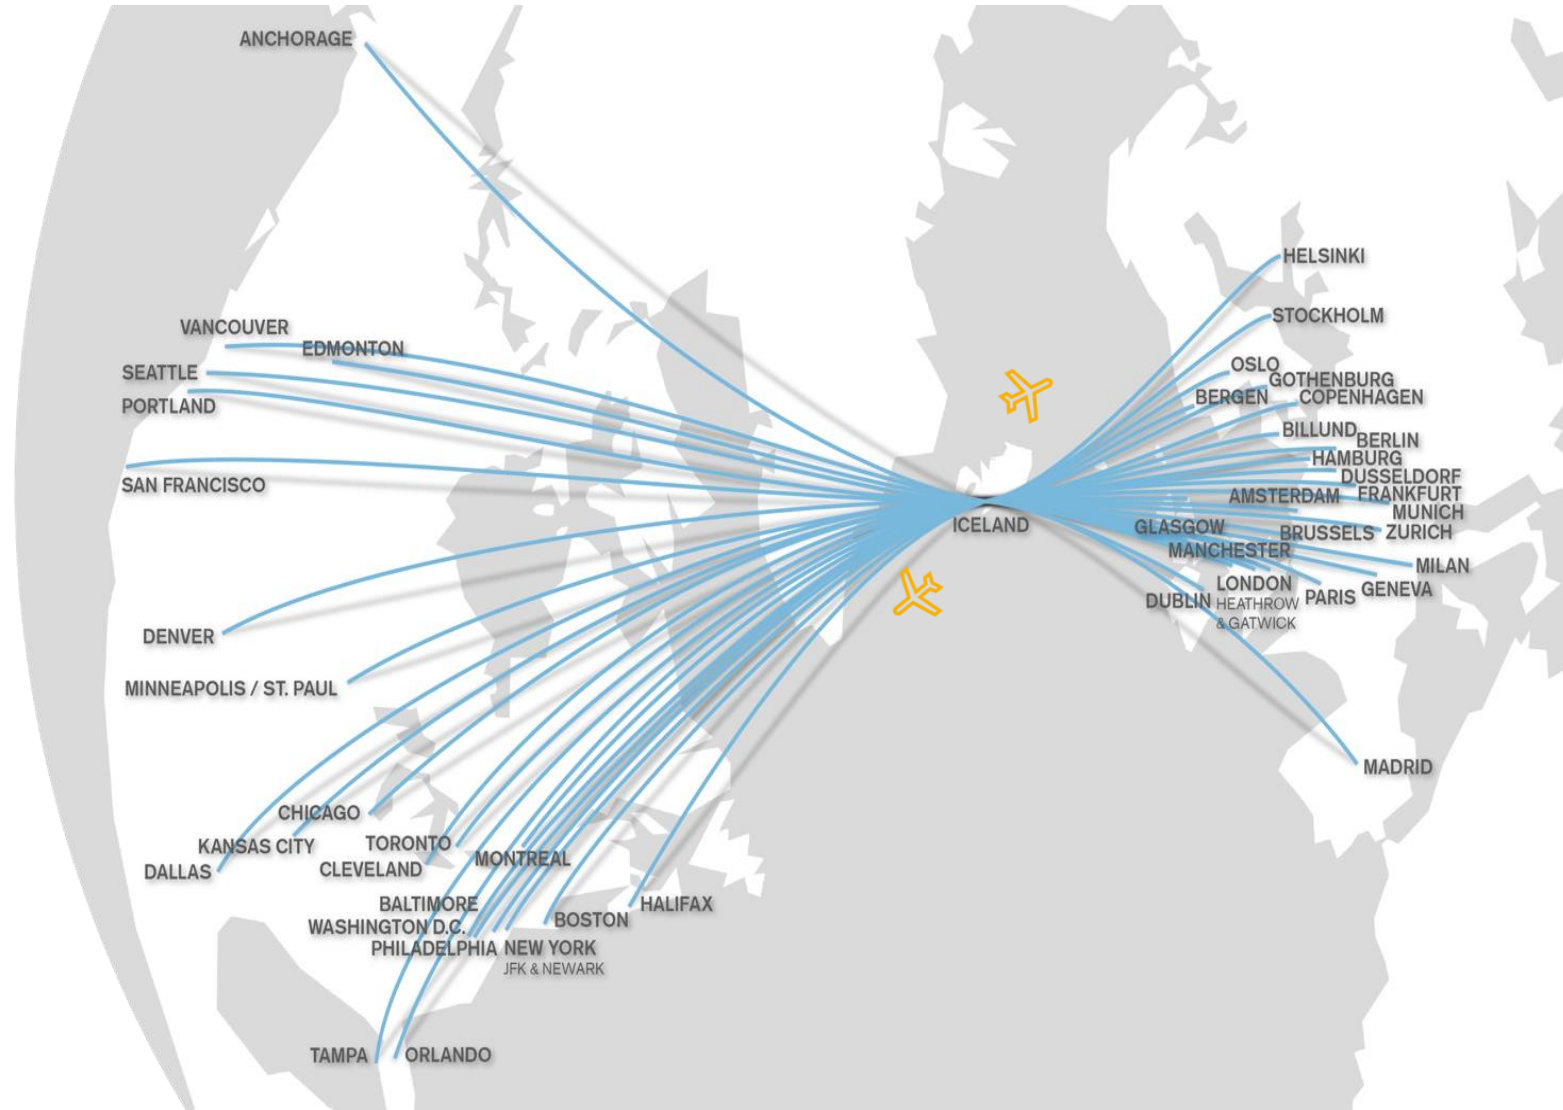 ANCHORAGE
VANCOUVER
EDMONTON
SEATTLE
PORTLAND
SAN FRANCISCO
DENVER
MINNEAPOLIS / ST. PAUL
CHICAGO
KANSAS CITY
DALLAS
TORONTO
CLEVELAND
MONTREAL
BALTIMORE
WASHINGTON D.C.
PHILADELPHIA
NEW YORK
JFK & NEWARK
BOSTON
HALIFAX
TAMPA
ORLANDO
ICELAND
HELSINKI
STOCKHOLM
OSLO
GOTHENBURG
BERGEN
COPENHAGEN
BILLUND
BERLIN
HAMBURG
DUSSELDORF
AMSTERDAM
FRANKFURT
MUNICH
GLASGOW
BRUSSELS
ZURICH
MANCHESTER
MILAN
LONDON
HEATHROW
& GATWICK
DUBLIN
PARIS
GENEVA
MADRID